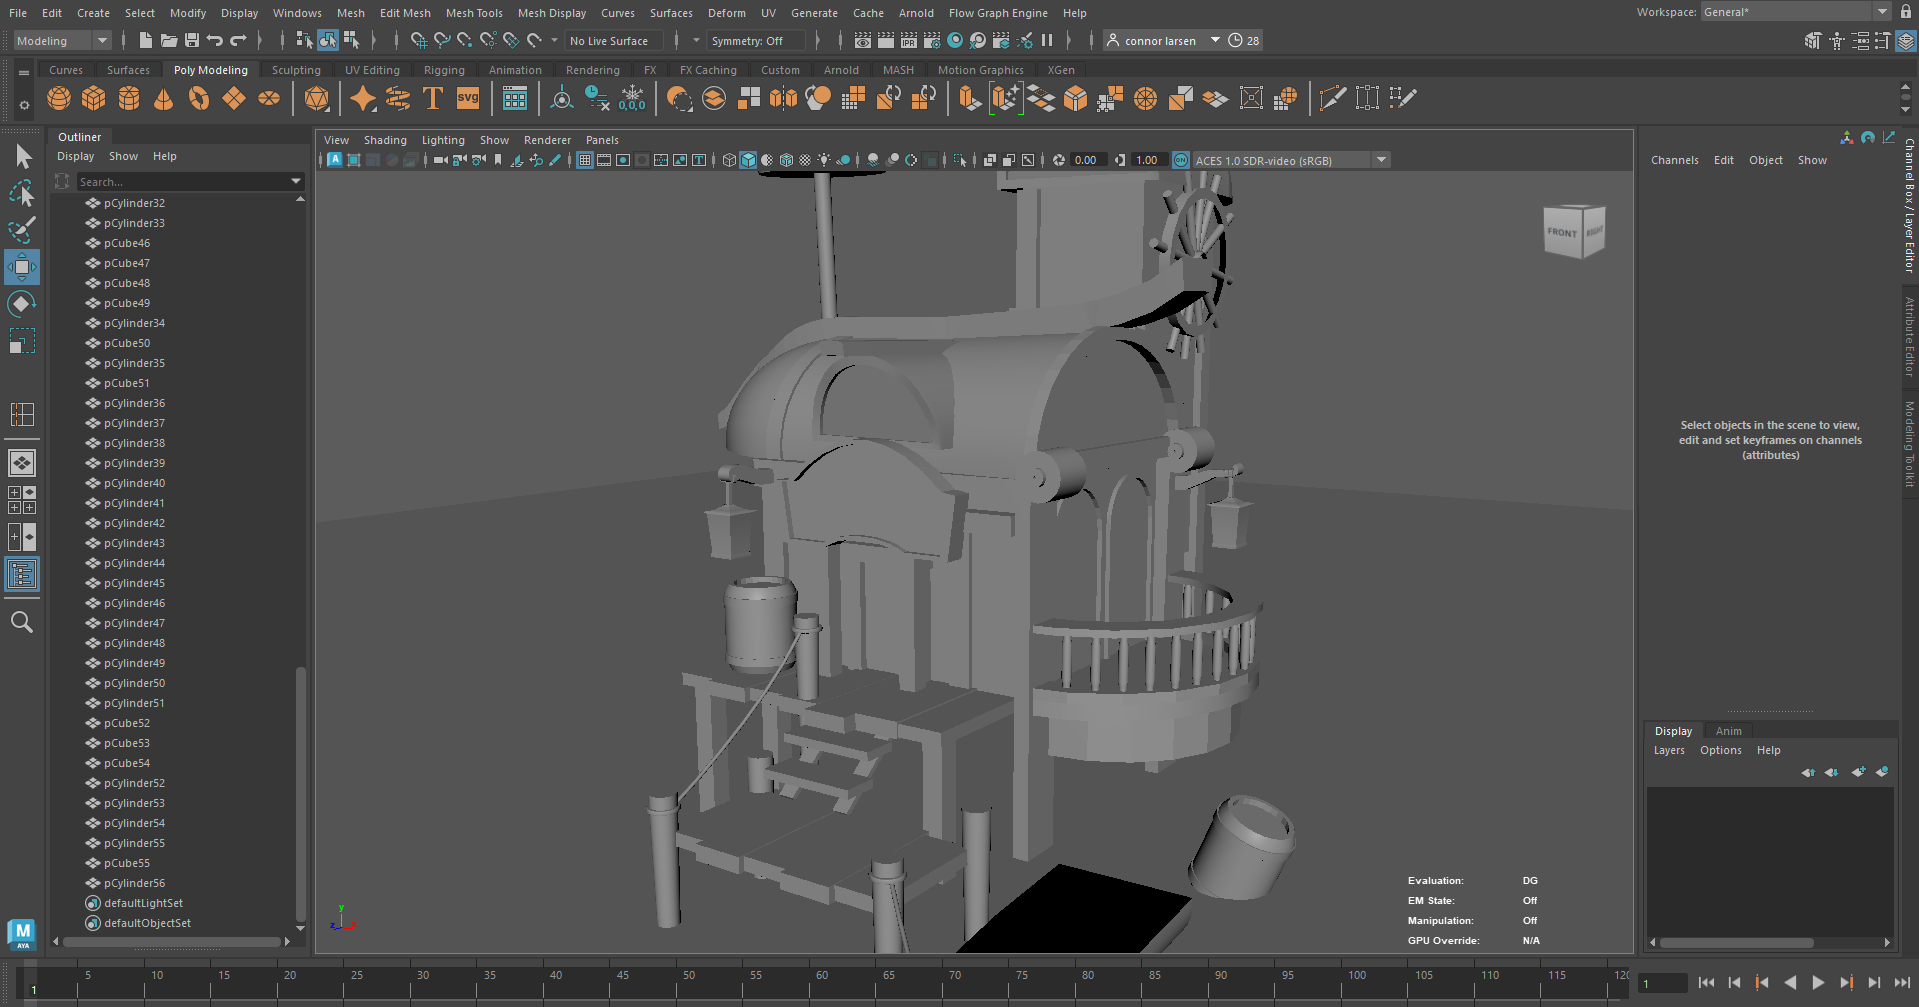 File Edit Create Select Modify Display Windows Mesh Edit Mesh Mesh Tools Mesh Display Curves Surfaces Deform UV Generate Cache Arnold Flow Graph Engine Help
Workspace: General*
Modeling No Live Surface Symmetry: Off IPR connor larsen 28
Curves Surfaces Poly Modeling Sculpting UV Editing Rigging Animation Rendering FX FX Caching Custom Arnold MASH Motion Graphics XGen
T svg 0,0,0
Outliner
Display Show Help
Search...
pCylinder32
pCylinder33
pCube46
pCube47
pCube48
pCube49
pCylinder34
pCube50
pCylinder35
pCube51
pCylinder36
pCylinder37
pCylinder38
pCylinder39
pCylinder40
pCylinder41
pCylinder42
pCylinder43
pCylinder44
pCylinder45
pCylinder46
pCylinder47
pCylinder48
pCylinder49
pCylinder50
pCylinder51
pCube52
pCube53
pCube54
pCylinder52
pCylinder53
pCylinder54
pCylinder55
pCube55
pCylinder56
defaultLightSet
defaultObjectSet
M
AYA
View Shading Lighting Show Renderer Panels
A T 0.00 1.00 ON ACES 1.0 SDR-video (sRGB)
FRONT RIGHT
y
z x
Evaluation: DG
EM State: Off
Manipulation: Off
GPU Override: N/A
Channels Edit Object Show
Select objects in the scene to view,
edit and set keyframes on channels
(attributes)
Channel Box / Layer Editor
Attribute Editor
Modeling Toolkit
Display Anim
Layers Options Help
1 5 10 15 20 25 30 35 40 45 50 55 60 65 70 75 80 85 90 95 100 105 110 115 120
1